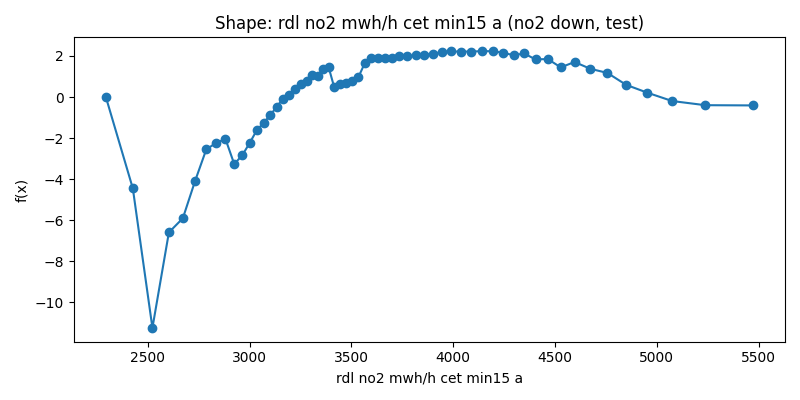 Shape: rdl no2 mwh/h cet min15 a (no2 down, test)
f(x)
2
0
−2
−4
−6
−8
−10
2500 3000 3500 4000 4500 5000 5500
rdl no2 mwh/h cet min15 a